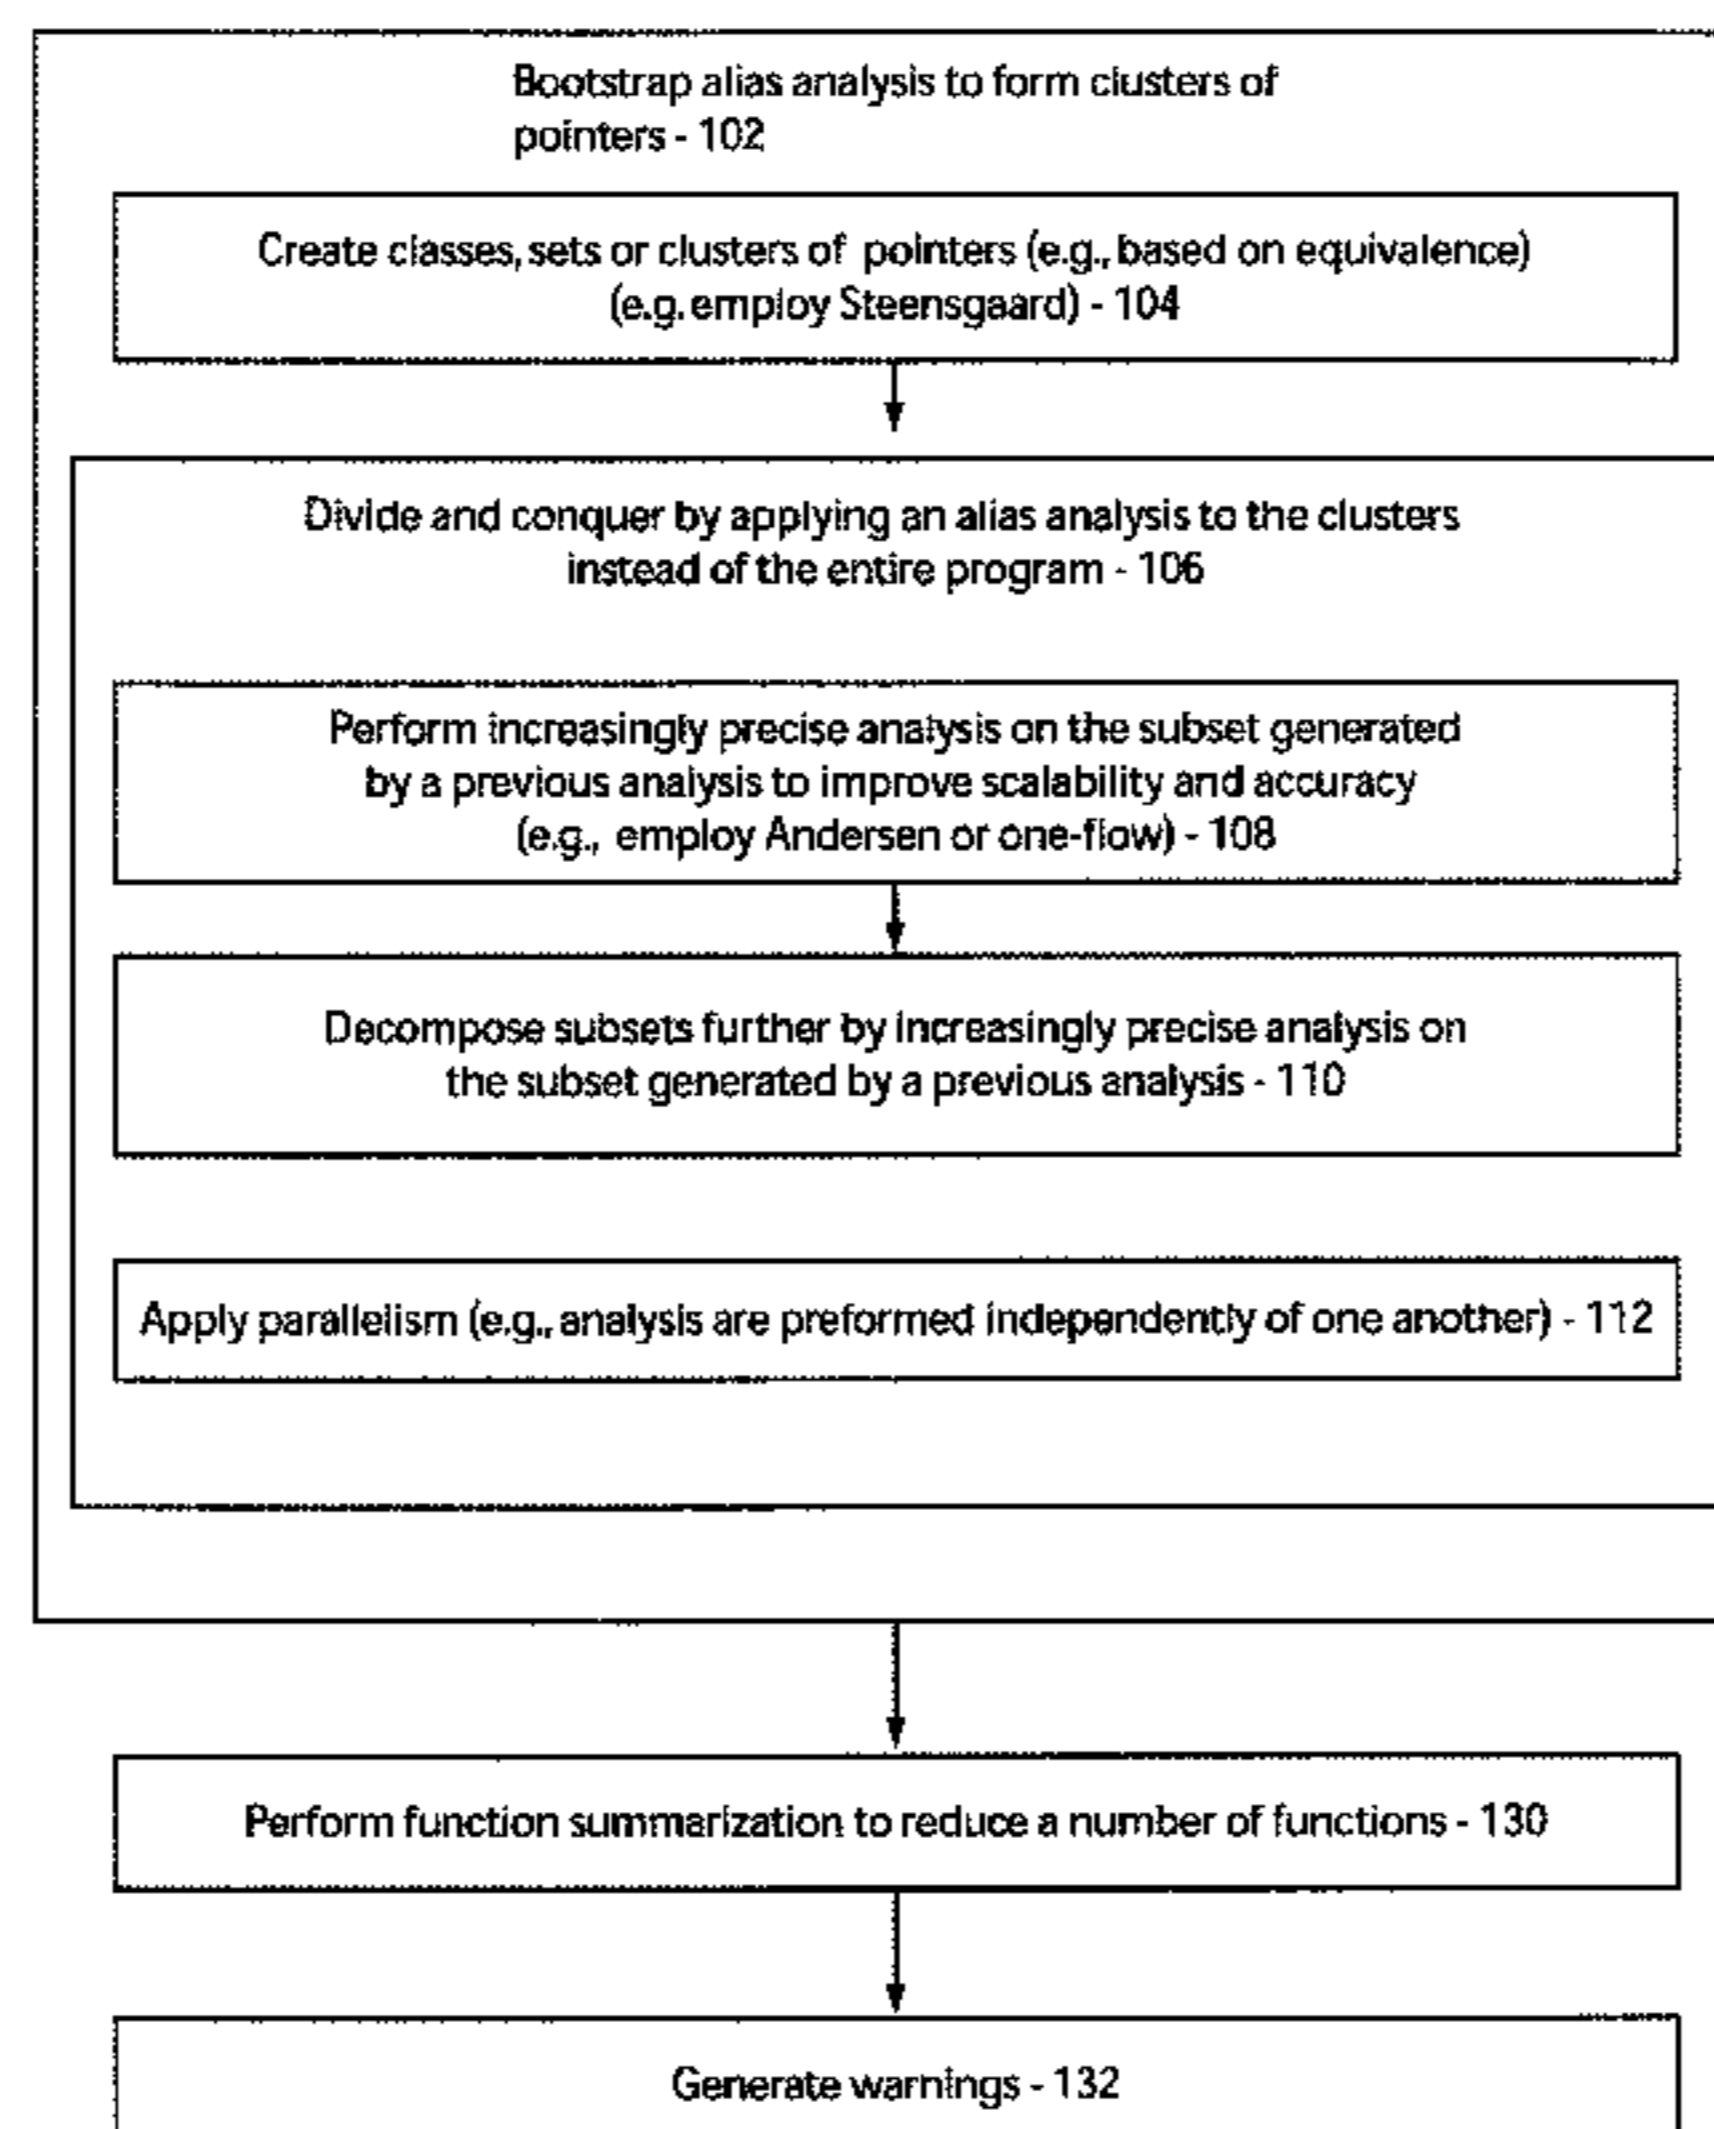 Bootstrap alias analysis to form clusters of
pointers - 102
Create classes, sets or clusters of pointers (e.g., based on equivalence)
(e.g. employ Steensgaard) - 104
Divide and conquer by applying an alias analysis to the clusters
instead of the entire program - 106
Perform increasingly precise analysis on the subset generated
by a previous analysis to improve scalability and accuracy
(e.g., employ Andersen or one-flow) - 108
Decompose subsets further by increasingly precise analysis on
the subset generated by a previous analysis - 110
Apply parallelism (e.g., analysis are preformed independently of one another) - 112
Perform function summarization to reduce a number of functions - 130
Generate warnings - 132